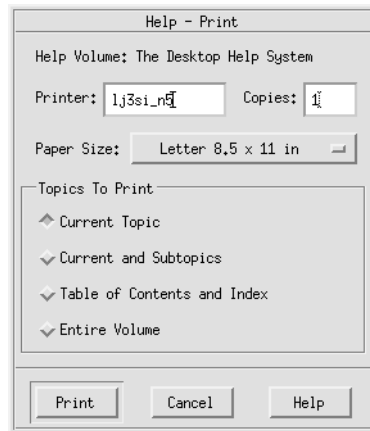 Help - Print
Help Volume: The Desktop Help System
Printer: lj3si_n5 Copies: 1
Paper Size: Letter 8.5 x 11 in
Topics To Print
Current Topic
Current and Subtopics
Table of Contents and Index
Entire Volume
Print Cancel Help